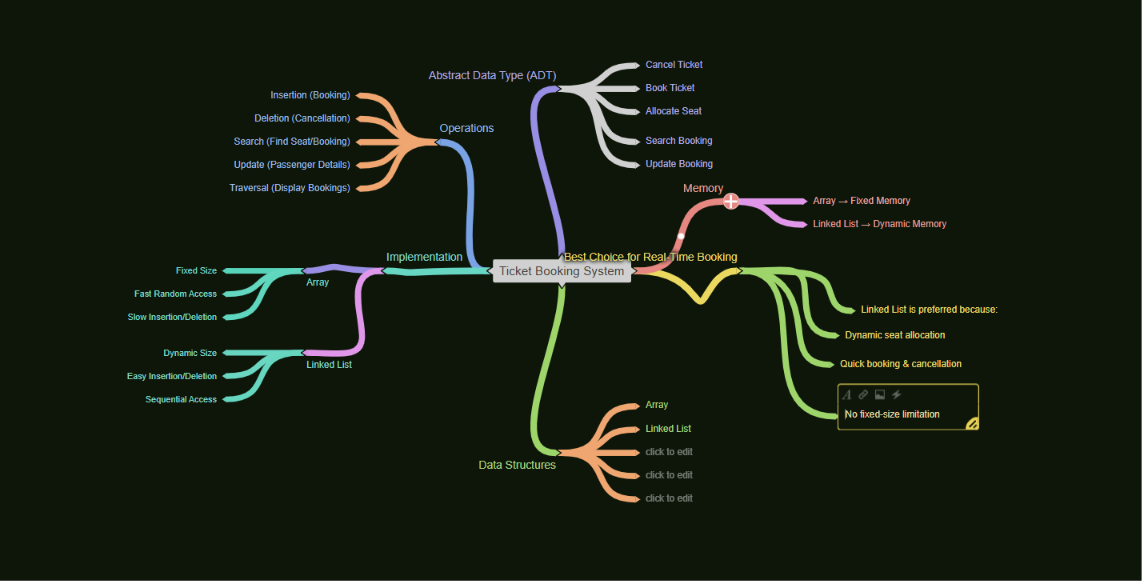 Abstract Data Type (ADT)
Cancel Ticket
Book Ticket
Allocate Seat
Search Booking
Update Booking
Operations
Insertion (Booking)
Deletion (Cancellation)
Search (Find Seat/Booking)
Update (Passenger Details)
Traversal (Display Bookings)
Memory
Array → Fixed Memory
Linked List → Dynamic Memory
Implementation
Array
Fixed Size
Fast Random Access
Slow Insertion/Deletion
Linked List
Dynamic Size
Easy Insertion/Deletion
Sequential Access
Ticket Booking System
Best Choice for Real-Time Booking
Linked List is preferred because:
Dynamic seat allocation
Quick booking & cancellation
No fixed-size limitation
Data Structures
Array
Linked List
click to edit
click to edit
click to edit